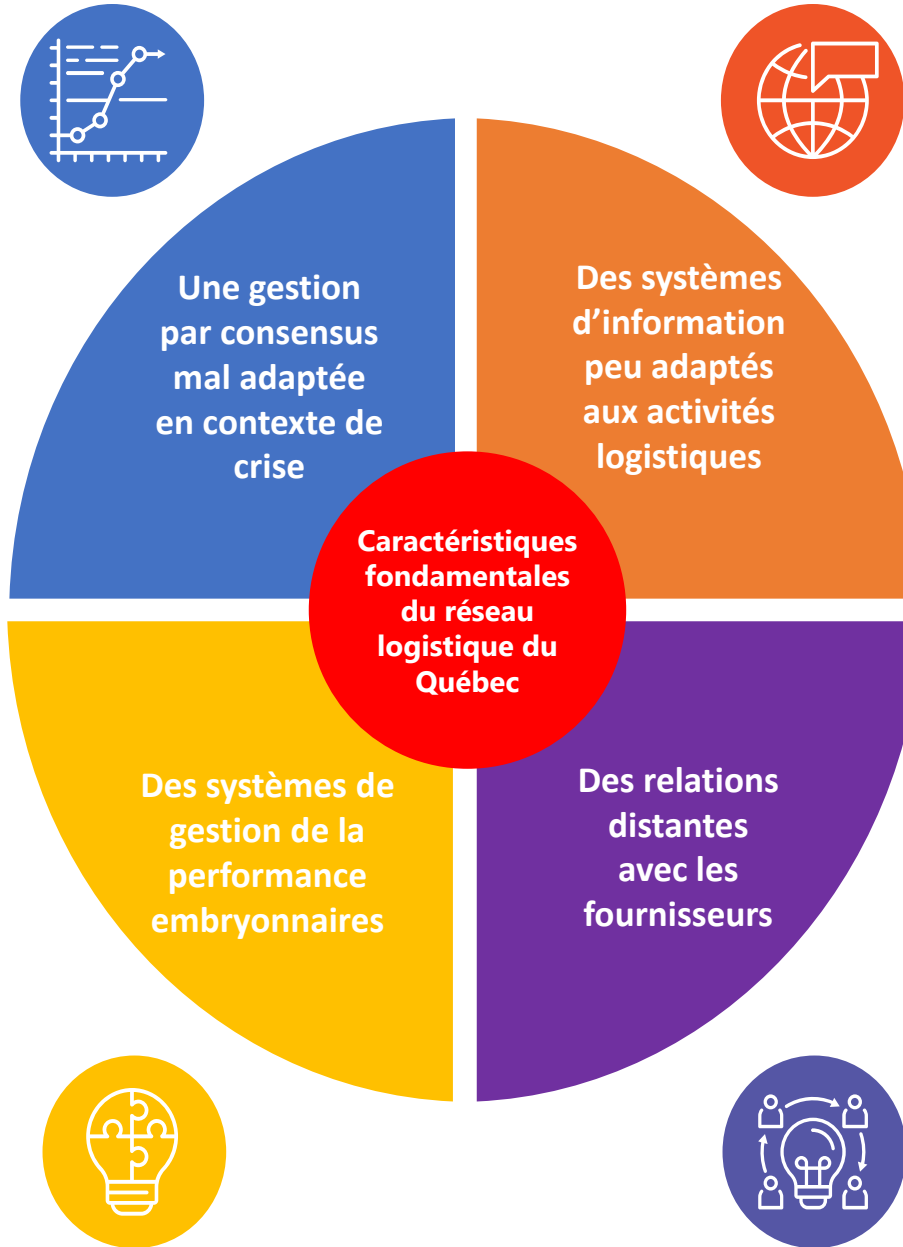 Une gestion
par consensus
mal adaptée
en contexte de
crise
Des systèmes
d’information
peu adaptés
aux activités
logistiques
Caractéristiques
fondamentales
du réseau
logistique du
Québec
Des systèmes de
gestion de la
performance
embryonnaires
Des relations
distantes
avec les
fournisseurs